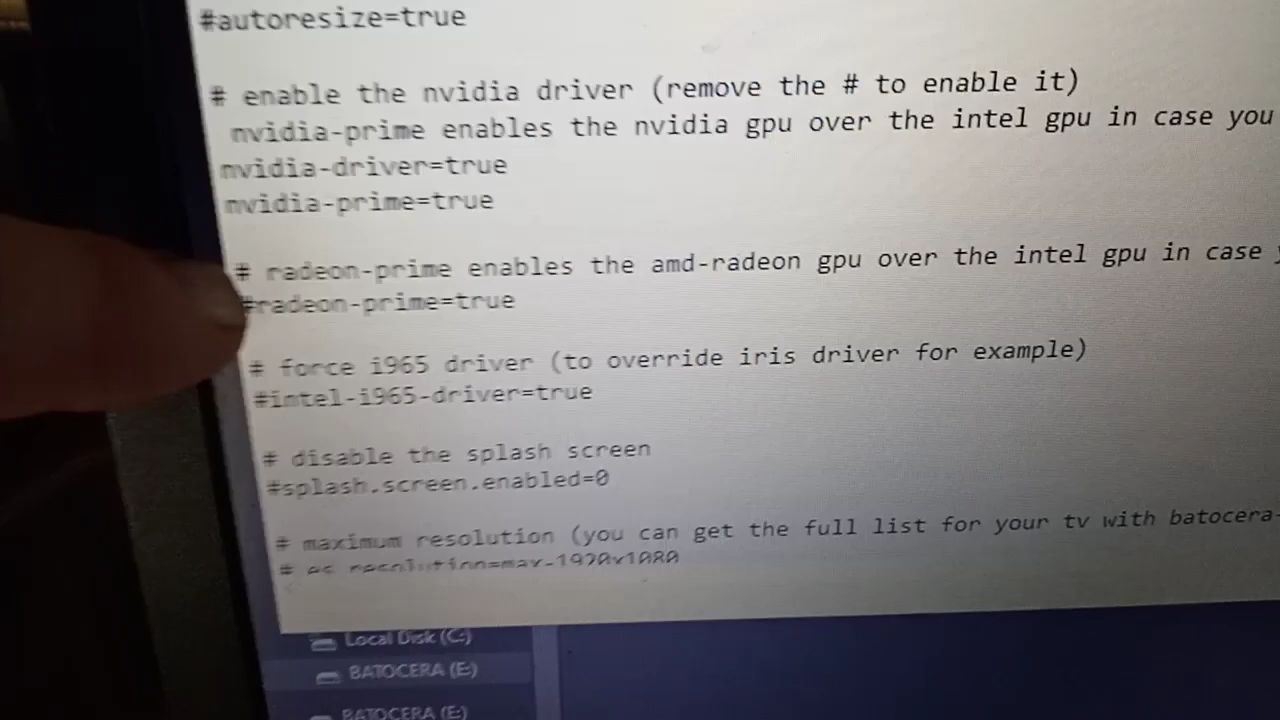 #autoresize=true
# enable the nvidia driver (remove the # to enable it)
nvidia-prime enables the nvidia gpu over the intel gpu in case you
nvidia-driver=true
nvidia-prime=true
# radeon-prime enables the amd-radeon gpu over the intel gpu in case
#radeon-prime=true
# force i965 driver (to override iris driver for example)
#intel-i965-driver=true
# disable the splash screen
#splash.screen.enabled=0
# maximum resolution (you can get the full list for your tv with batocera-
# es resolution=max-1920x1080
Local Disk (C:)
BATOCERA (E:)
BATOCERA (E:)